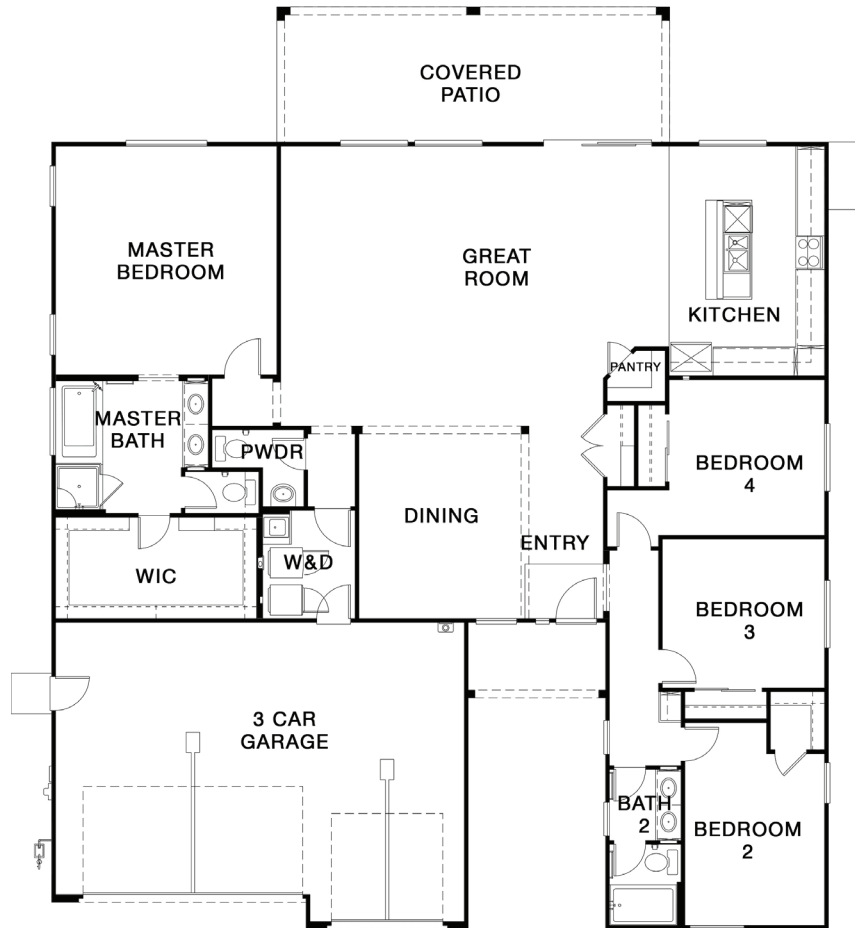 COVERED
PATIO
MASTER
BEDROOM
GREAT
ROOM
KITCHEN
PANTRY
MASTER
BATH
PWDR
BEDROOM
4
DINING
ENTRY
W&D
WIC
BEDROOM
3
3 CAR
GARAGE
BATH
2
BEDROOM
2